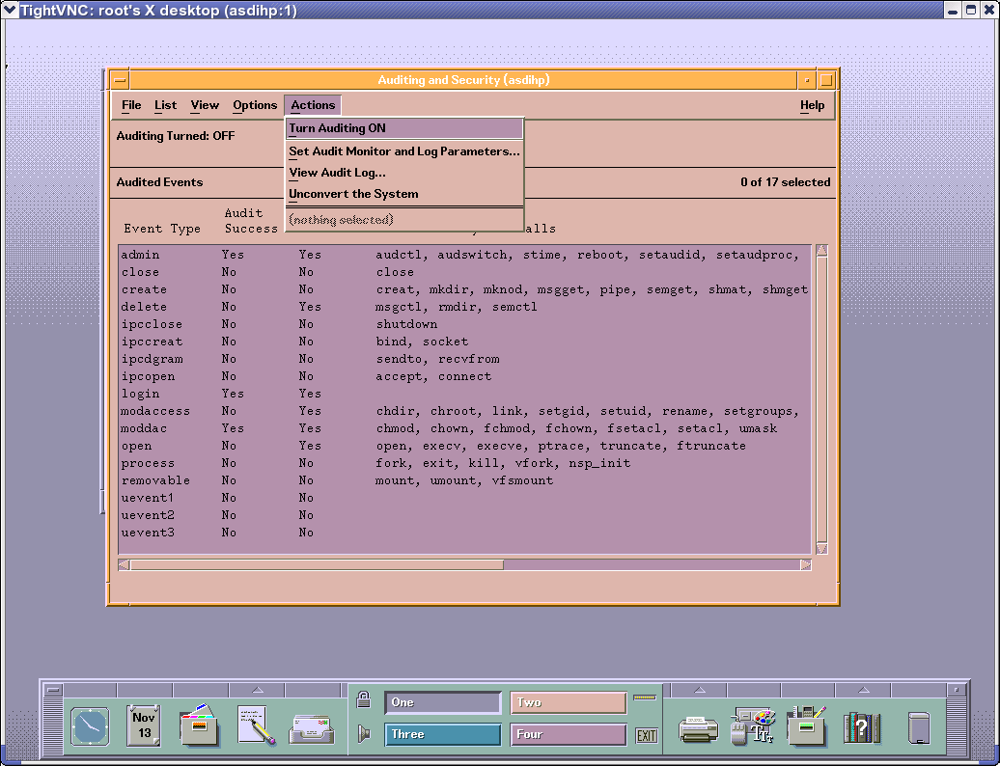 TightVNC: root's X desktop (asdihp:1)
Auditing and Security (asdihp)
File List View Options Actions Help
Turn Auditing ON
Auditing Turned: OFF
Set Audit Monitor and Log Parameters...
View Audit Log...
Audited Events 0 of 17 selected
Unconvert the System
(nothing selected)
Audit
Event Type Success alls
admin Yes Yes audctl, audswitch, stime, reboot, setaudid, setaudproc,
close No No close
create No No creat, mkdir, mknod, msgget, pipe, semget, shmat, shmget
delete No Yes msgctl, rmdir, semctl
ipcclose No No shutdown
ipccreat No No bind, socket
ipcdgram No No sendto, recvfrom
ipcopen No No accept, connect
login Yes Yes
modaccess No Yes chdir, chroot, link, setgid, setuid, rename, setgroups,
moddac Yes Yes chmod, chown, fchmod, fchown, fsetacl, setacl, umask
open No Yes open, execv, execve, ptrace, truncate, ftruncate
process No No fork, exit, kill, vfork, nsp_init
removable No No mount, umount, vfsmount
uevent1 No No
uevent2 No No
uevent3 No No
One Two
Nov
13
Three Four EXIT